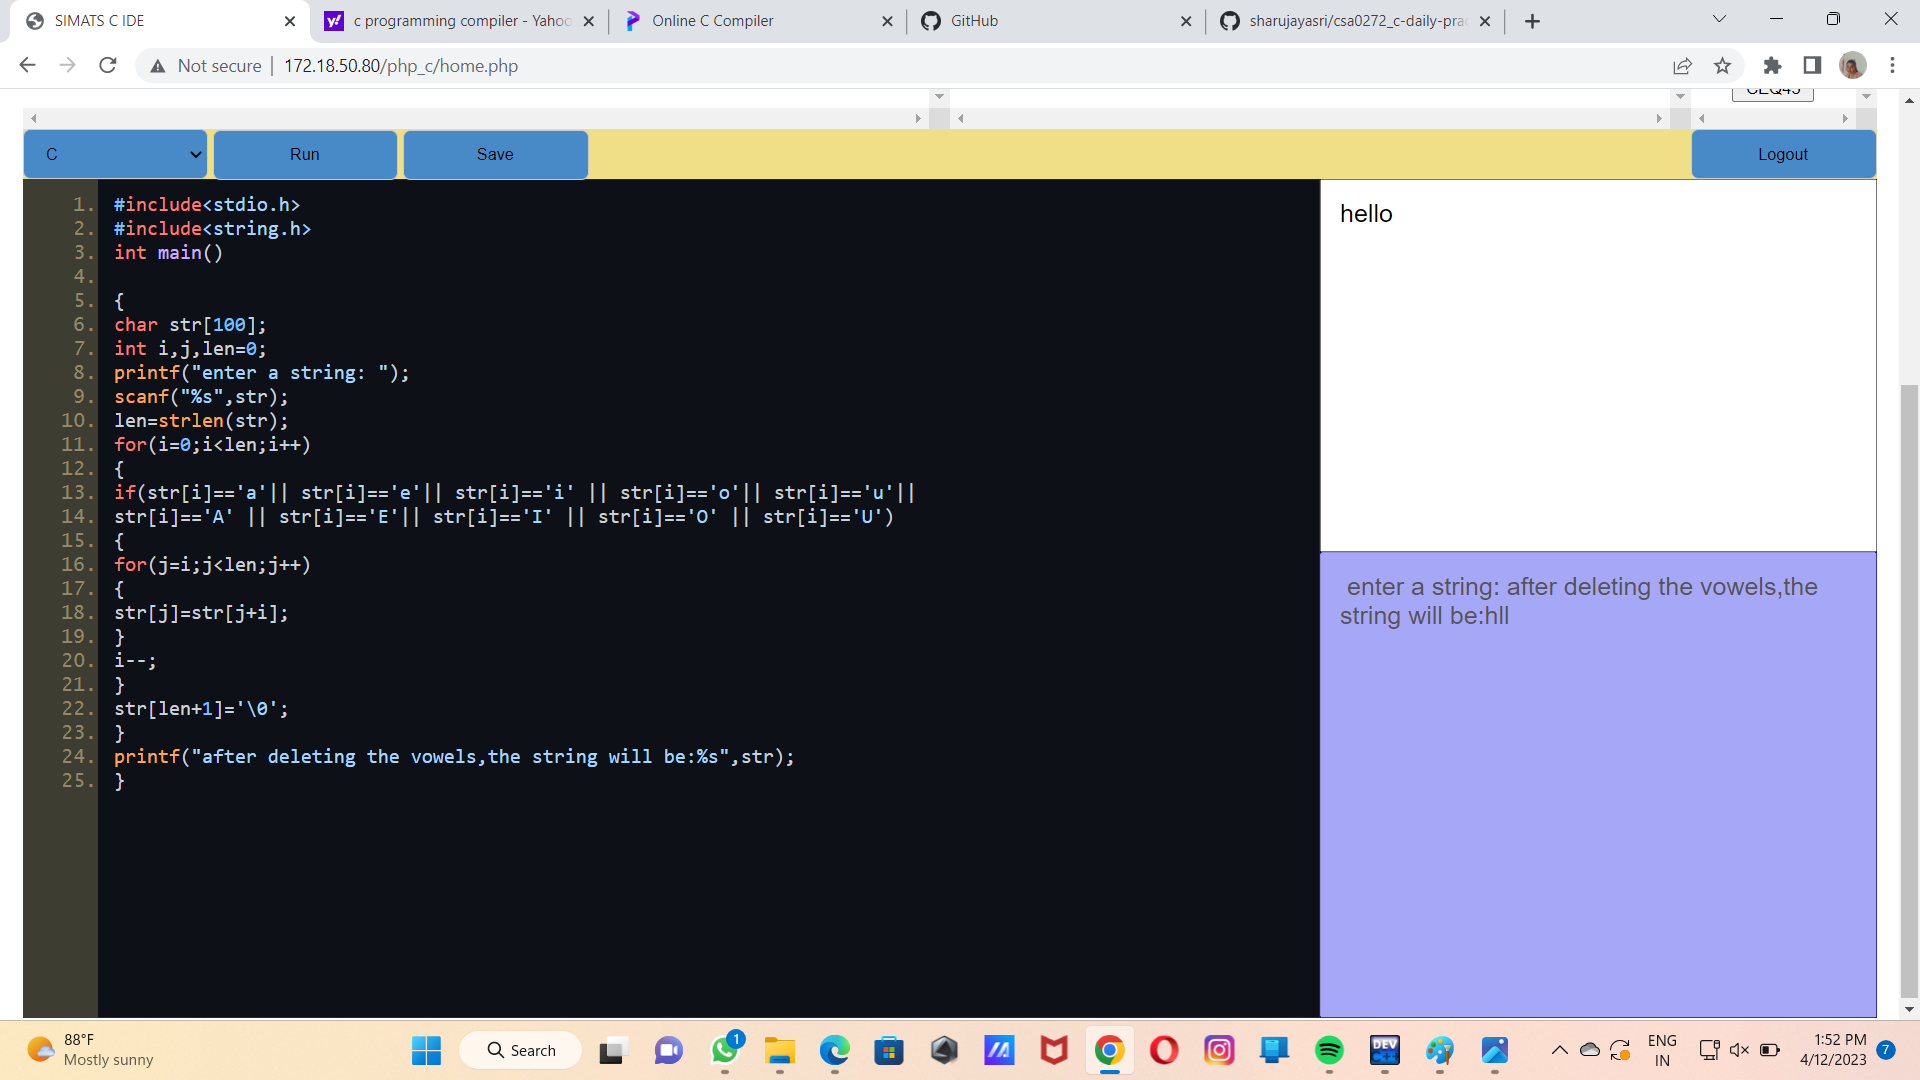 SIMATS C IDE
c programming compiler - Yahoo
Online C Compiler
GitHub
sharujayasri/csa0272_c-daily-prac
Not secure
172.18.50.80/php_c/home.php
CEQ45
C
Run
Save
Logout
1. #include<stdio.h>
2. #include<string.h>
3. int main()
4.
5. {
6. char str[100];
7. int i,j,len=0;
8. printf("enter a string: ");
9. scanf("%s",str);
10. len=strlen(str);
11. for(i=0;i<len;i++)
12. {
13. if(str[i]=='a'|| str[i]=='e'|| str[i]=='i' || str[i]=='o'|| str[i]=='u'||
14. str[i]=='A' || str[i]=='E'|| str[i]=='I' || str[i]=='O' || str[i]=='U')
15. {
16. for(j=i;j<len;j++)
17. {
18. str[j]=str[j+i];
19. }
20. i--;
21. }
22. str[len+1]='\0';
23. }
24. printf("after deleting the vowels,the string will be:%s",str);
25. }
hello
enter a string: after deleting the vowels,the
string will be:hll
88°F
Mostly sunny
Search
1
DEV
C++
ENG
IN
1:52 PM
4/12/2023
7